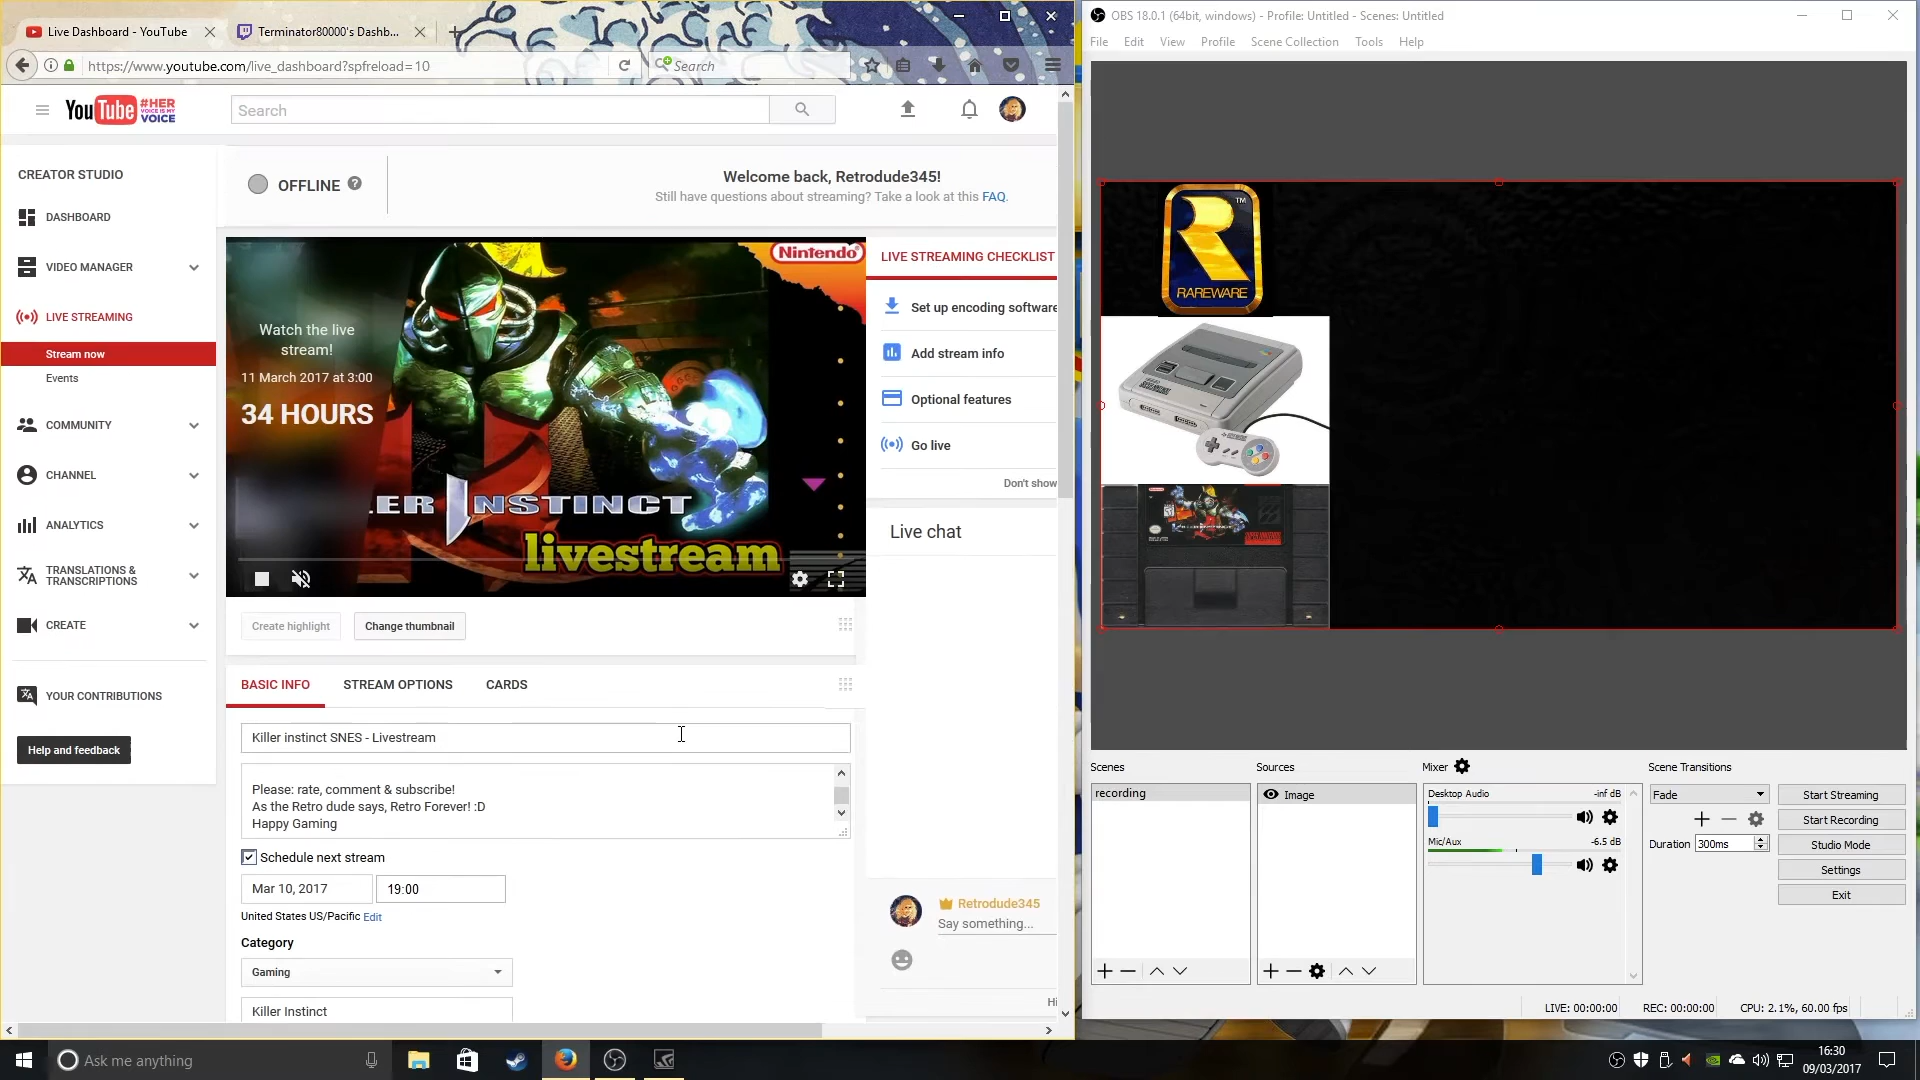 Live Dashboard - YouTube
Terminator80000's Dashb...
https://www.youtube.com/live_dashboard?spfreload=10
Search
YouTube #HER VOICE IS MY VOICE
Search
CREATOR STUDIO
DASHBOARD
VIDEO MANAGER
LIVE STREAMING
Stream now
Events
COMMUNITY
CHANNEL
ANALYTICS
TRANSLATIONS &
TRANSCRIPTIONS
CREATE
YOUR CONTRIBUTIONS
Help and feedback
OFFLINE
Welcome back, Retrodude345!
Still have questions about streaming? Take a look at this FAQ.
Nintendo
Watch the live
stream!
11 March 2017 at 3:00
34 HOURS
LER INSTINCT
livestream
LIVE STREAMING CHECKLIST
Set up encoding software
Add stream info
Optional features
Go live
Don't show
Create highlight
Change thumbnail
Live chat
BASIC INFO
STREAM OPTIONS
CARDS
Killer instinct SNES - Livestream
Please: rate, comment & subscribe!
As the Retro dude says, Retro Forever! :D
Happy Gaming
Schedule next stream
Mar 10, 2017
19:00
United States US/Pacific Edit
Category
Gaming
Killer Instinct
Retrodude345
Say something...
Hi
OBS 18.0.1 (64bit, windows) - Profile: Untitled - Scenes: Untitled
File Edit View Profile Scene Collection Tools Help
TM
RAREWARE
Scenes
recording
Sources
Image
Mixer
Desktop Audio -inf dB
Mic/Aux -6.5 dB
Scene Transitions
Fade
Duration 300ms
Start Streaming
Start Recording
Studio Mode
Settings
Exit
LIVE: 00:00:00 REC: 00:00:00 CPU: 2.1%, 60.00 fps
Ask me anything
16:30
09/03/2017